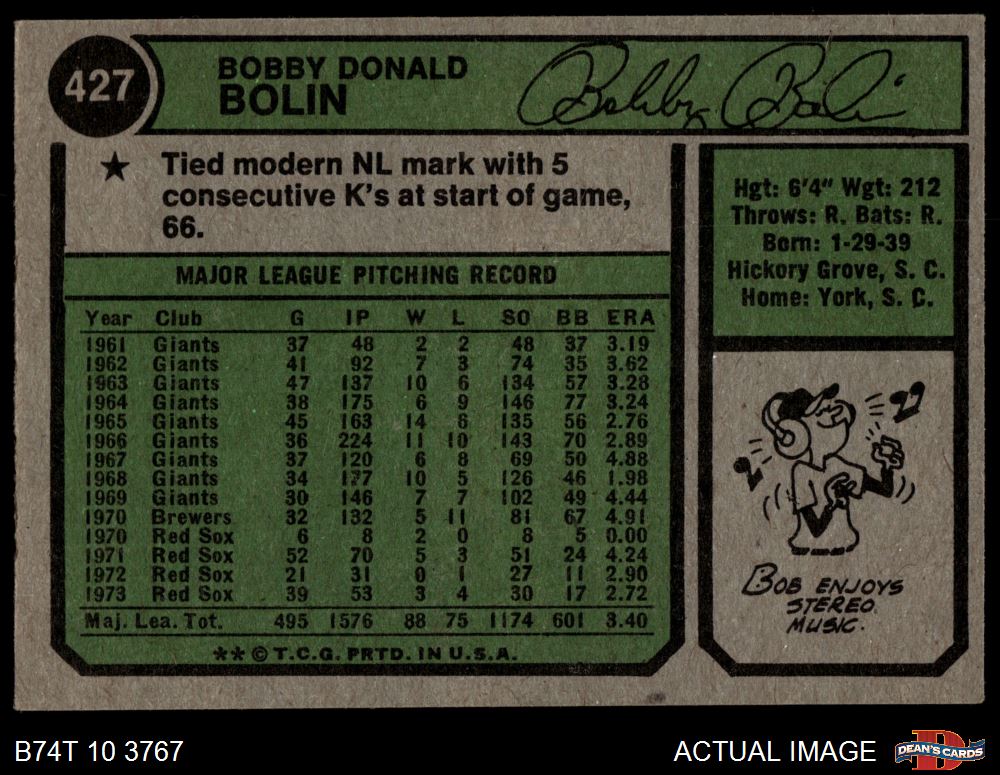 427
BOBBY DONALD
BOLIN
Bobby Bolin
★ Tied modern NL mark with 5
consecutive K's at start of game,
66.
MAJOR LEAGUE PITCHING RECORD
Year Club G IP W L SO BB ERA
1961 Giants 37 48 2 2 48 37 3.19
1962 Giants 41 92 7 3 74 35 3.62
1963 Giants 47 137 10 6 134 57 3.28
1964 Giants 38 175 6 9 146 77 3.24
1965 Giants 45 163 14 6 135 56 2.76
1966 Giants 36 224 11 10 143 70 2.89
1967 Giants 37 120 6 8 69 50 4.88
1968 Giants 34 177 10 5 126 46 1.98
1969 Giants 30 146 7 7 102 49 4.44
1970 Brewers 32 132 5 11 81 67 4.91
1970 Red Sox 6 8 2 0 8 5 0.00
1971 Red Sox 52 70 5 3 51 24 4.24
1972 Red Sox 21 31 0 1 27 11 2.90
1973 Red Sox 39 53 3 4 30 17 2.72
Maj. Lea. Tot. 495 1576 88 75 1174 601 3.40
**©T.C.G. PRTD. IN U.S.A.
Hgt: 6'4" Wgt: 212
Throws: R. Bats: R.
Born: 1-29-39
Hickory Grove, S. C.
Home: York, S. C.
BOB ENJOYS
STEREO
MUSIC.
B74T 10 3767
ACTUAL IMAGE
D
DEAN'S CARDS